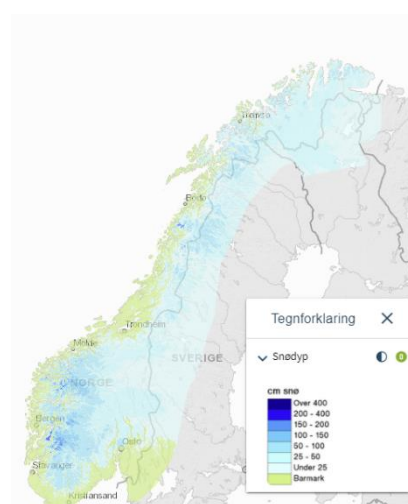 Tromsø
Bodø
Trondheim
Molde
SVERIGE
NORGE
Bergen
Oslo
Stavanger
Kristiansand
Tegnforklaring
Snødyp
0
cm snø
Over 400
200 - 400
150 - 200
100 - 150
50 - 100
25 - 50
Under 25
Barmark